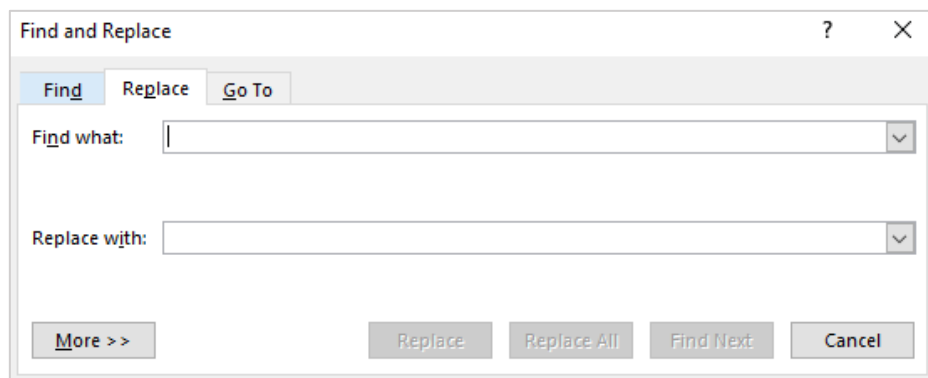 Find and Replace ?
Find Replace Go To
Find what:
Replace with:
More >> Replace Replace All Find Next Cancel